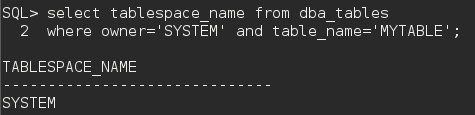 SQL> select tablespace_name from dba_tables
  2  where owner='SYSTEM' and table_name='MYTABLE';
TABLESPACE_NAME
------------------------------
SYSTEM